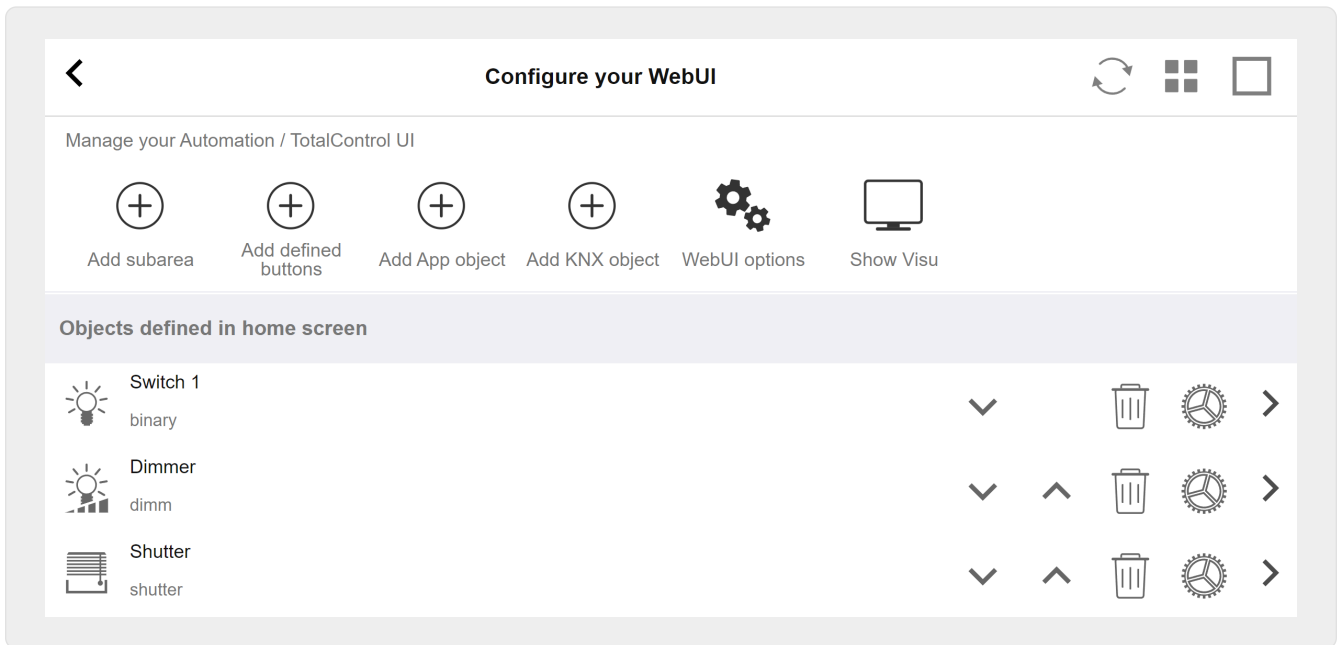 Configure your WebUI
Manage your Automation / TotalControl UI
Add subarea
Add defined
buttons
Add App object
Add KNX object
WebUI options
Show Visu
Objects defined in home screen
Switch 1
binary
Dimmer
dimm
Shutter
shutter